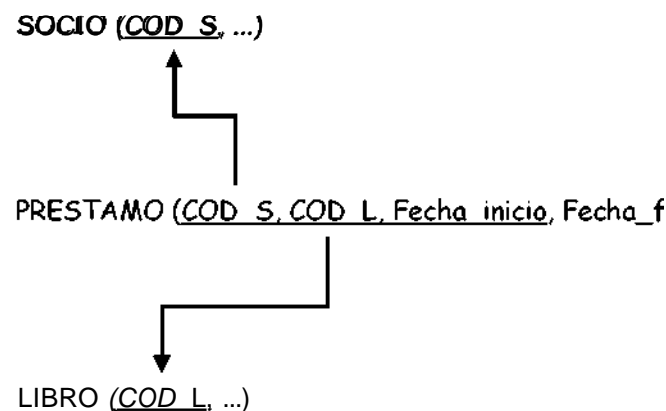 SOCIO (COD_S, ...)
PRESTAMO (COD_S, COD_L, Fecha_inicio, Fecha_f
LIBRO (COD_L, ...)